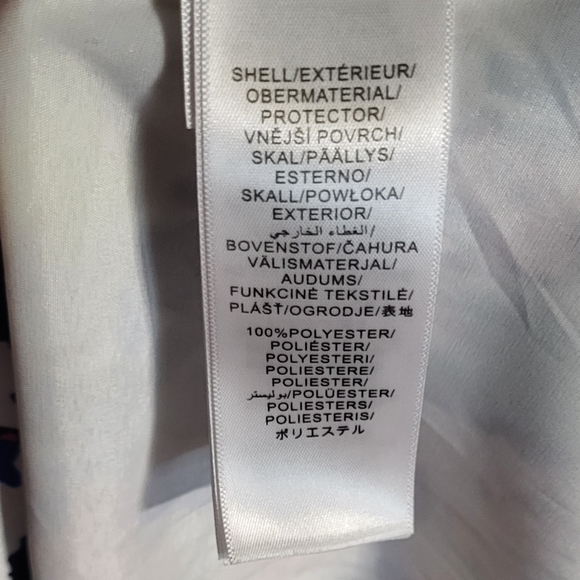 SHELL/EXTÉRIEUR/
OBERMATERIAL/
PROTECTOR/
VNĚJŠÍ POVRCH/
SKAL/PÄÄLLYS/
ESTERNO/
SKALL/POWŁOKA/
EXTERIOR/
الغطاء الخارجي/
BOVENSTOF/ČAHURA
VÄLISMATERJAL/
AUDUMS/
FUNKCINĖ TEKSTILĖ/
PLÁŠŤ/OGRODJE/表地
100%POLYESTER/
POLIÉSTER/
POLYESTERI/
POLIESTERE/
POLIESTER/
بوليستر/POLÜESTER/
POLIESTERS/
POLIESTERIS/
ポリエステル